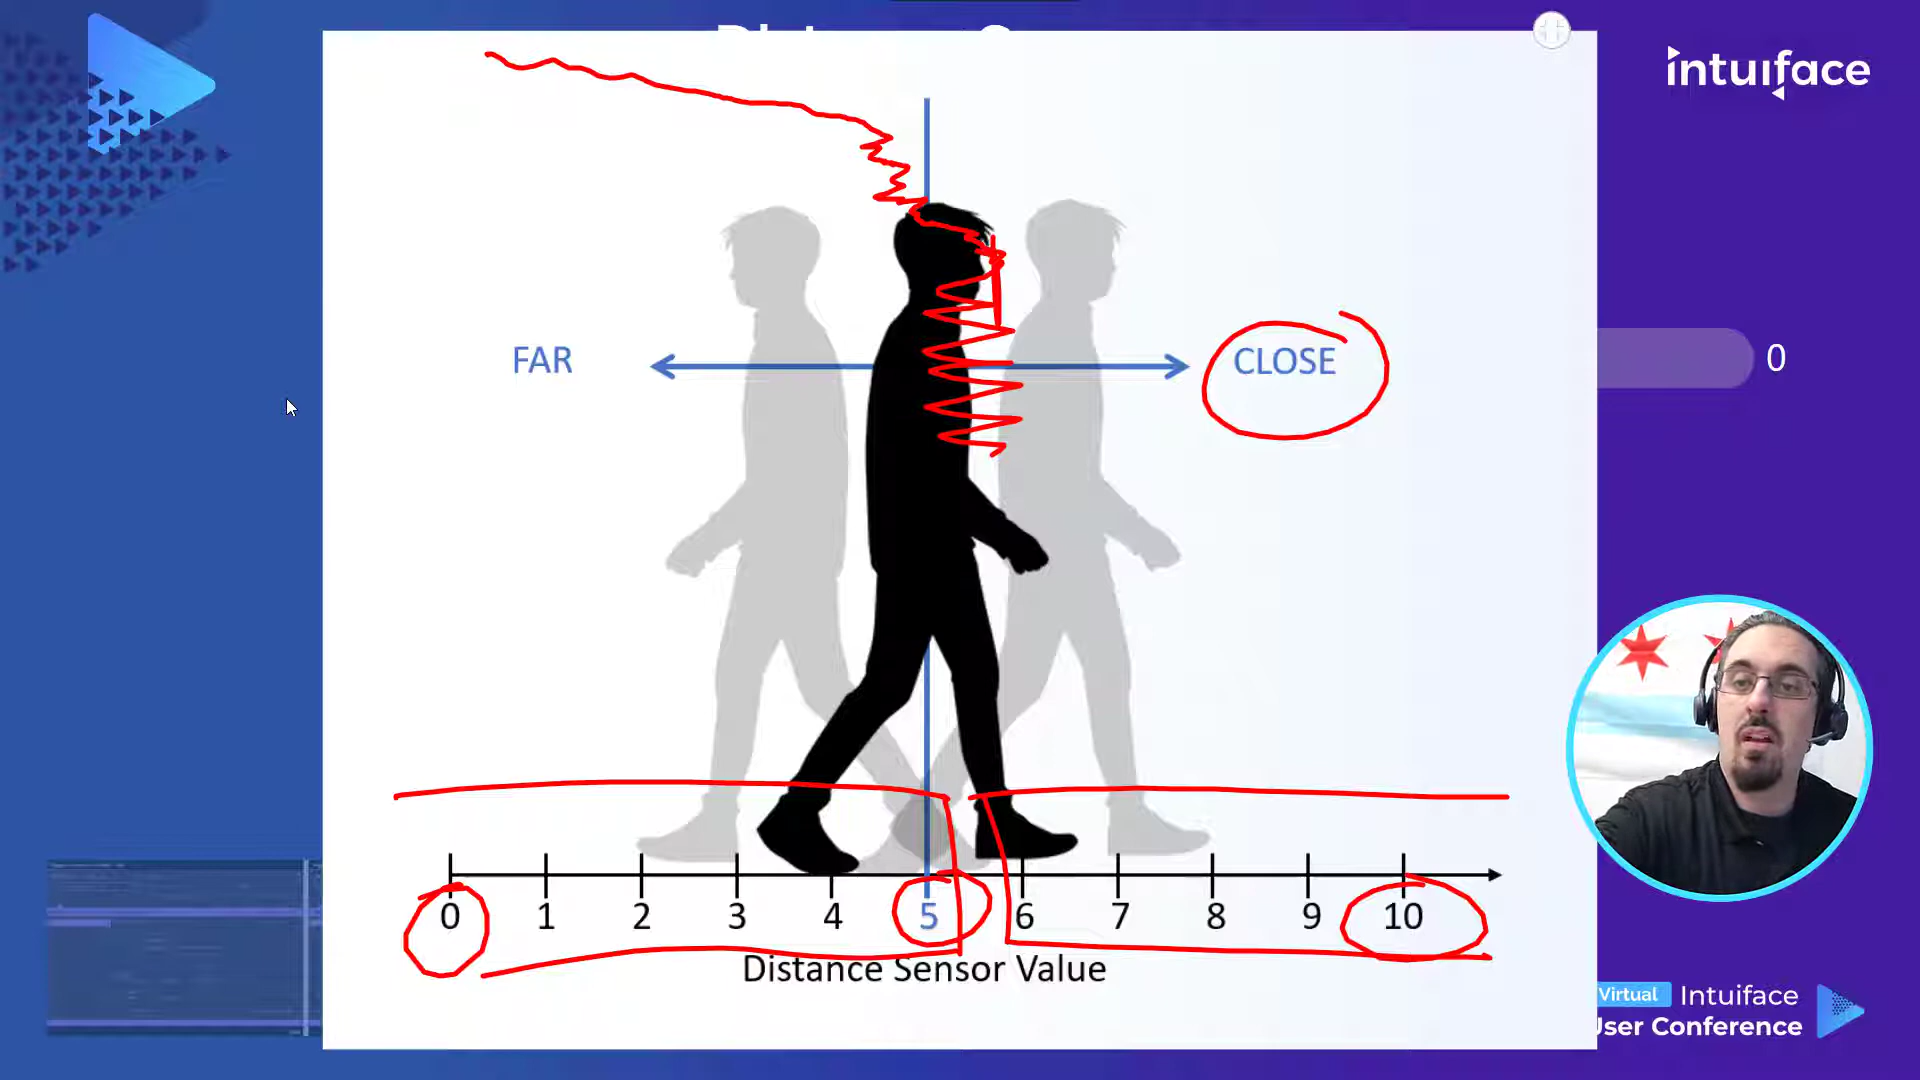 intuiface
FAR
CLOSE
0
0 1 2 3 4 5 6 7 8 9 10
Distance Sensor Value
Virtual Intuiface
User Conference